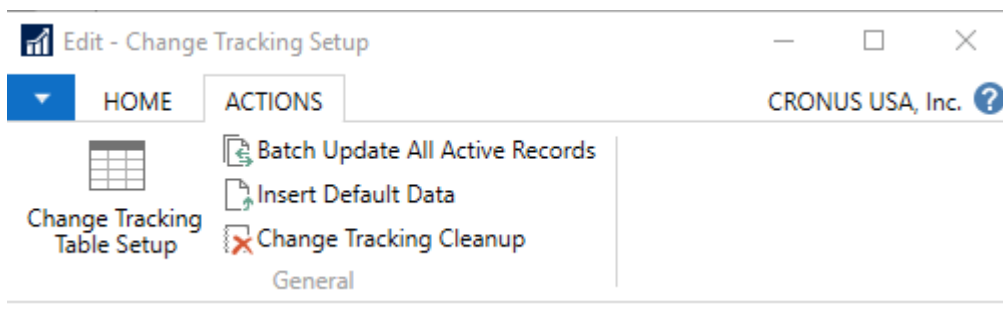 Edit - Change Tracking Setup
HOME
ACTIONS
CRONUS USA, Inc.
?
Change Tracking
Table Setup
Batch Update All Active Records
Insert Default Data
Change Tracking Cleanup
General